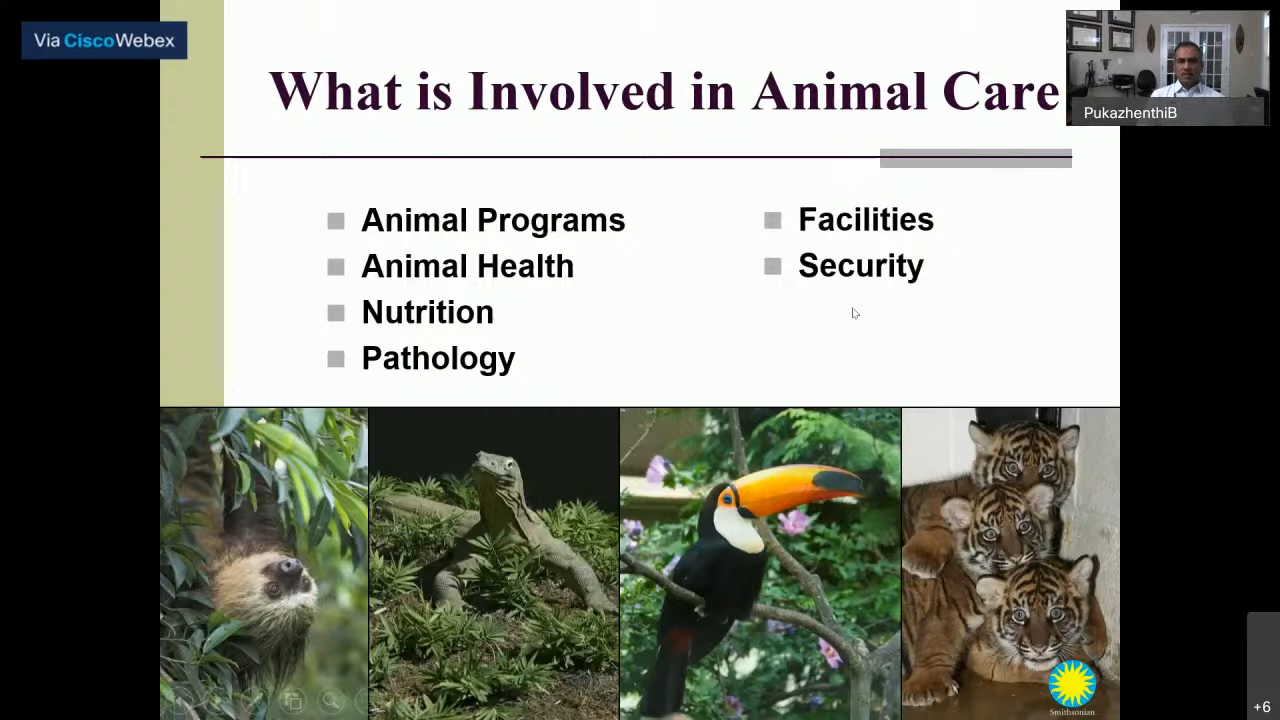 Via CiscoWebex
What is Involved in Animal Care
PukazhenthiB
Animal Programs
Animal Health
Nutrition
Pathology
Facilities
Security
Smithsonian
+6